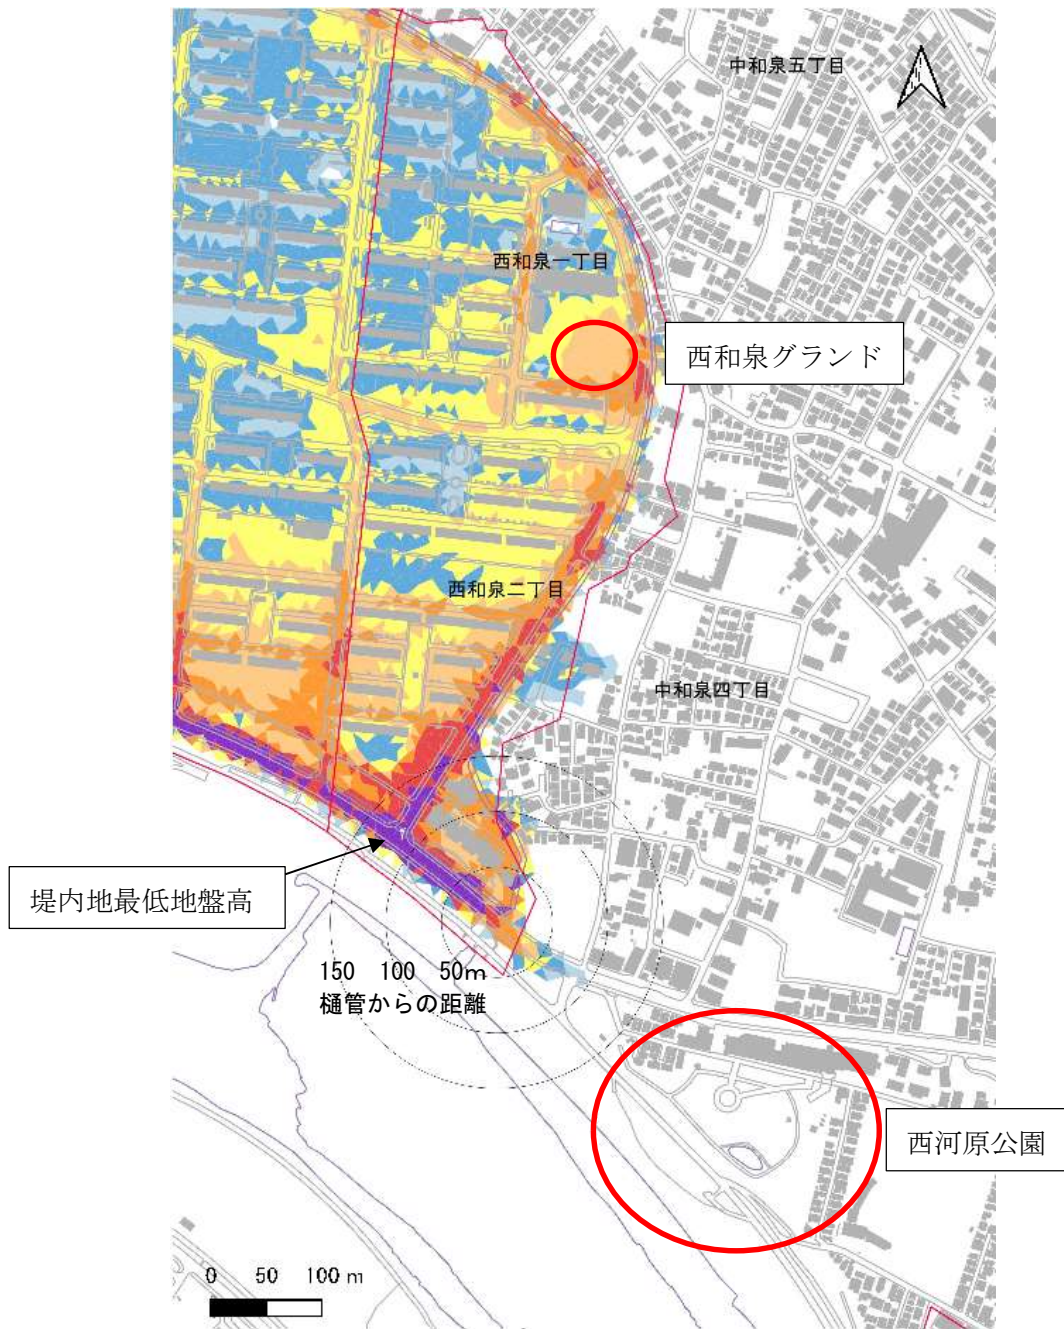 中和泉五丁目
西和泉一丁目
西和泉グランド
西和泉二丁目
中和泉四丁目
堤内地最低地盤高
150 100 50m
樋管からの距離
西河原公園
0 50 100 m